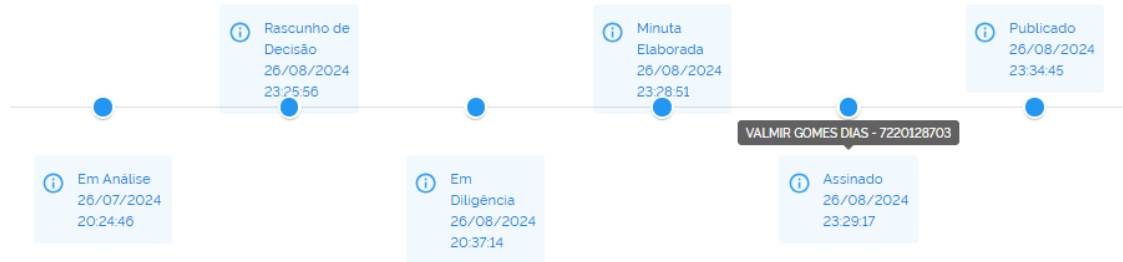 Rascunho de
Decisão
26/08/2024
23:25:56
Minuta
Elaborada
26/08/2024
23:28:51
Publicado
26/08/2024
23:34:45
VALMIR GOMES DIAS - 7220128703
Em Análise
26/07/2024
20:24:46
Em
Diligência
26/08/2024
20:37:14
Assinado
26/08/2024
23:29:17